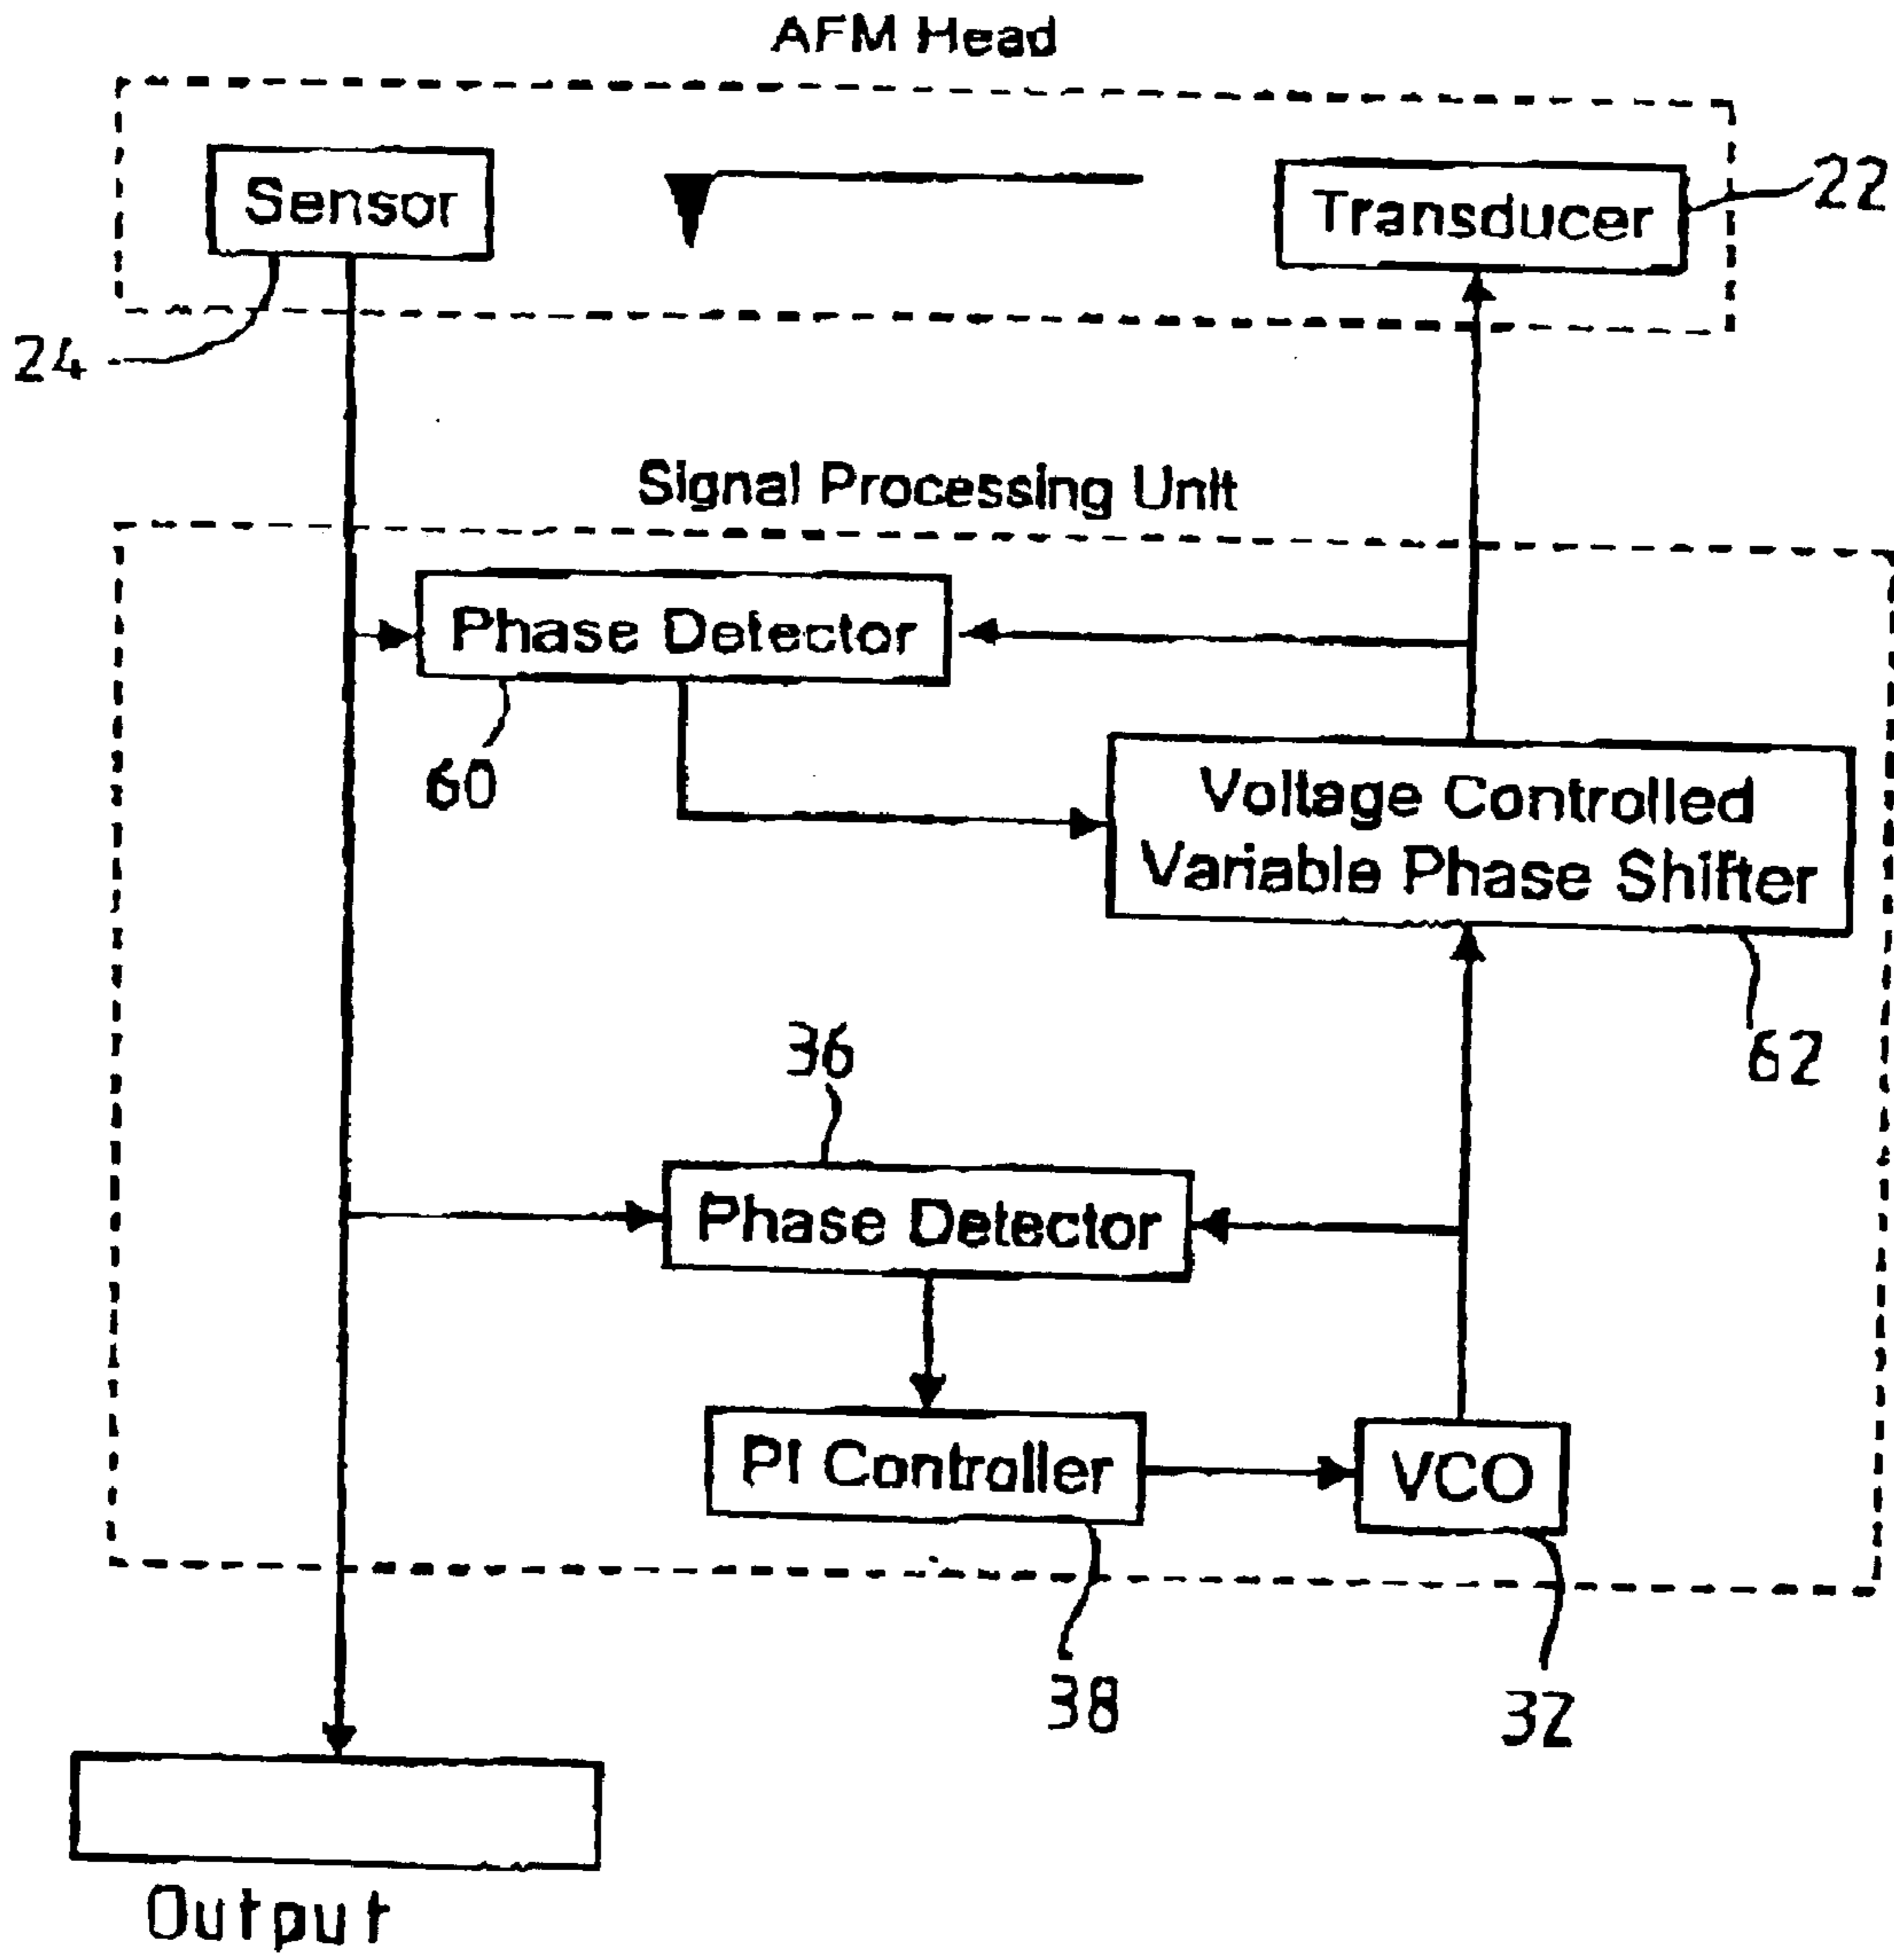 AFM Head
Sensor
Transducer
22
24
Signal Processing Unit
Phase Detector
60
Voltage Controlled
Variable Phase Shifter
62
36
Phase Detector
PI Controller
VCO
38
32
Output